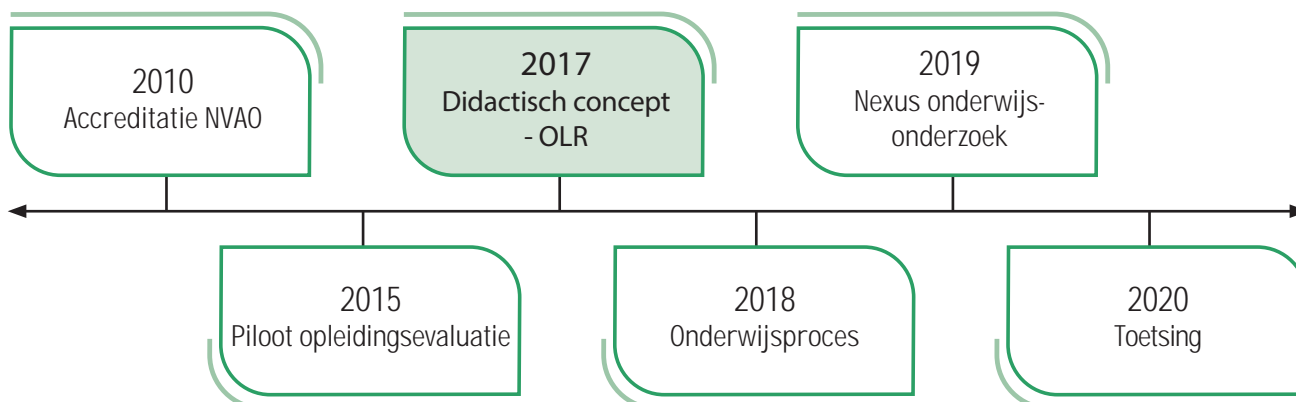 2010
Accreditatie NVAO
2017
Didactisch concept
- OLR
2019
Nexus onderwijs-
onderzoek
2015
Piloot opleidingsevaluatie
2018
Onderwijsproces
2020
Toetsing